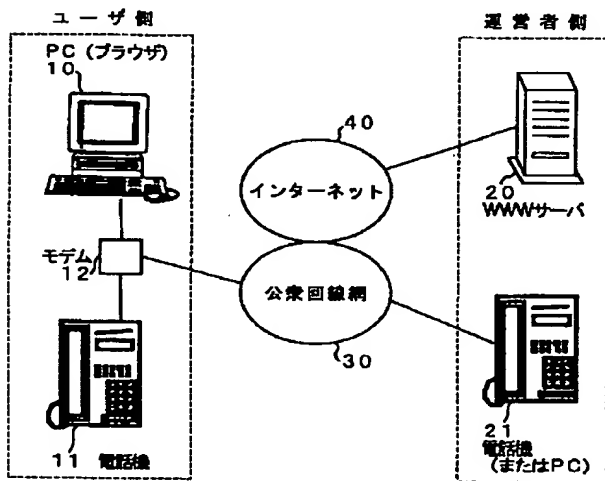 ユーザ側
PC(ブラウザ)
10
モデム
12
11 電話機
40
インターネット
公衆回線網
30
運営者側
20
WWWサーバ
21
電話機
(またはPC)